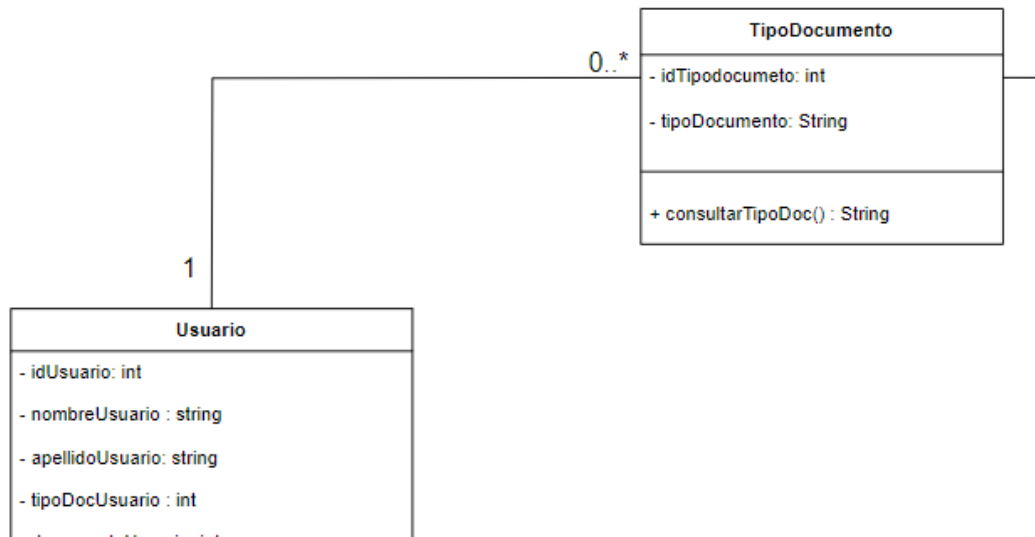 TipoDocumento
0..*
- idTipodocumeto: int
- tipoDocumento: String
+ consultarTipoDoc() : String
1
Usuario
- idUsuario: int
- nombreUsuario : string
- apellidoUsuario: string
- tipoDocUsuario : int